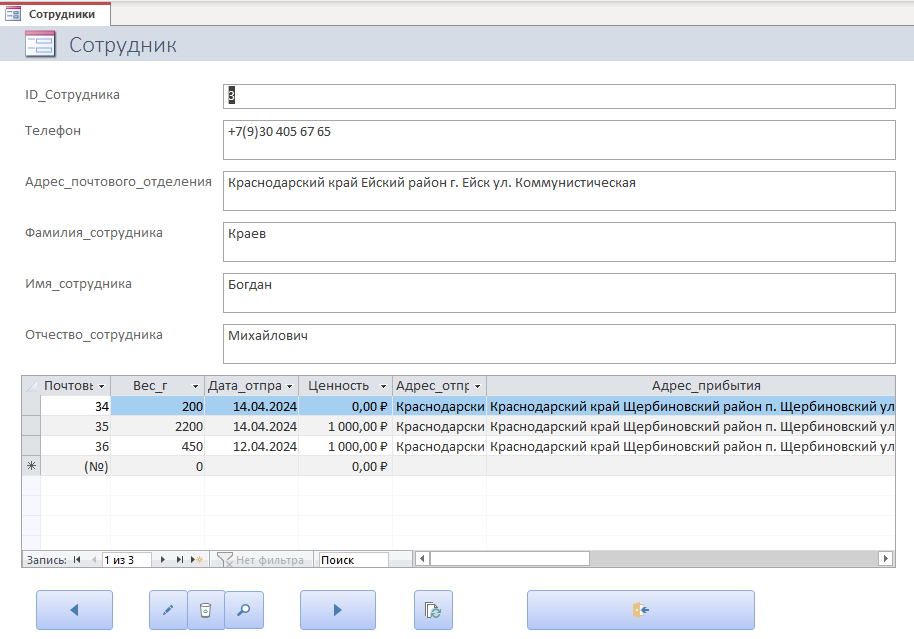 Сотрудники
Сотрудник
ID_Сотрудника 3
Телефон +7(9)30 405 67 65
Адрес_почтового_отделения Краснодарский край Ейский район г. Ейск ул. Коммунистическая
Фамилия_сотрудника Краев
Имя_сотрудника Богдан
Отчество_сотрудника Михайлович
Почтовь Вес_г Дата_отпра Ценность Адрес_отпр Адрес_прибытия
34 200 14.04.2024 0,00 ₽ Краснодарски Краснодарский край Щербиновский район п. Щербиновский ул
35 2200 14.04.2024 1 000,00 ₽ Краснодарски Краснодарский край Щербиновский район п. Щербиновский ул
36 450 12.04.2024 1 000,00 ₽ Краснодарски Краснодарский край Щербиновский район п. Щербиновский ул
(№) 0 0,00 ₽
Запись: 1 из 3 Нет фильтра Поиск